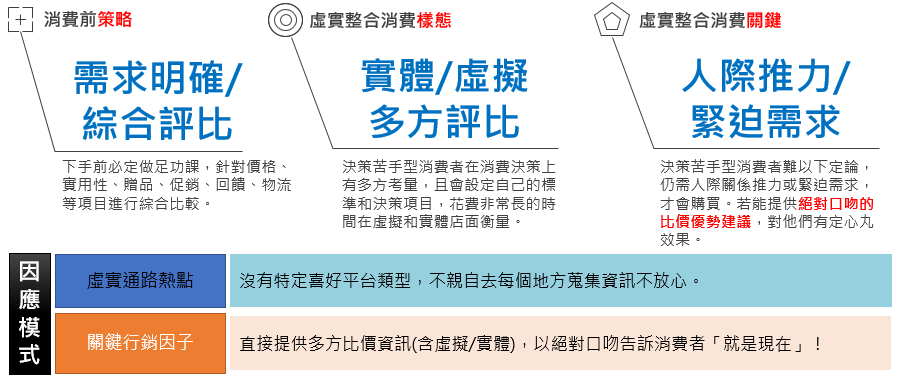 消費前策略
需求明確/
綜合評比
下手前必定做足功課，針對價格、
實用性、贈品、促銷、回饋、物流
等項目進行綜合比較。
虛實整合消費樣態
實體/虛擬
多方評比
決策苦手型消費者在消費決策上
有多方考量，且會設定自己的標
準和決策項目，花費非常長的時
間在虛擬和實體店面衡量。
虛實整合消費關鍵
人際推力/
緊迫需求
決策苦手型消費者難以下定論，
仍需人際關係推力或緊迫需求，
才會購買。若能提供絕對口吻的
比價優勢建議，對他們有定心丸
效果。
因應模式
虛實通路熱點
沒有特定喜好平台類型，不親自去每個地方蒐集資訊不放心。
關鍵行銷因子
直接提供多方比價資訊(含虛擬/實體)，以絕對口吻告訴消費者「就是現在」！